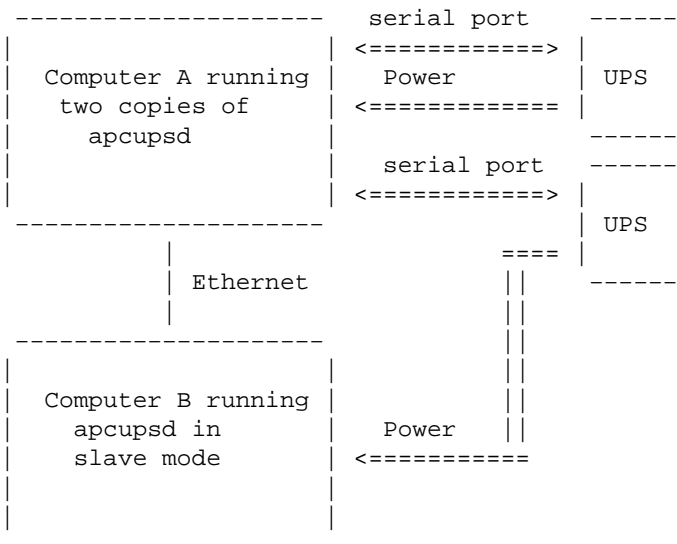 serial port
Computer A running Power UPS
two copies of
apcupsd
serial port
UPS
Ethernet
Computer B running
apcupsd in Power
slave mode